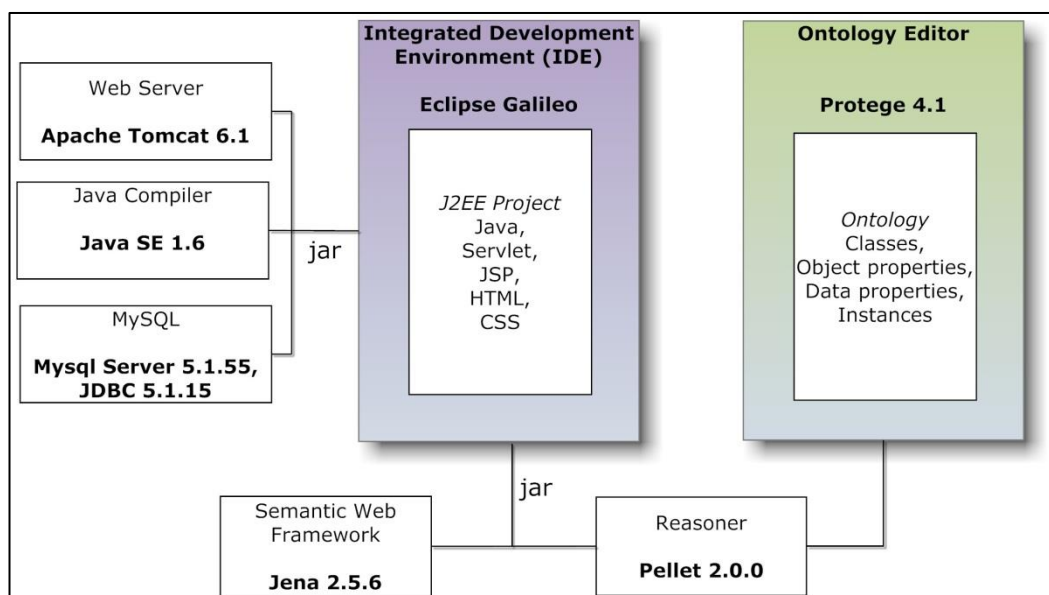 Integrated Development
Environment (IDE)
Eclipse Galileo
Ontology Editor
Protege 4.1
Web Server
Apache Tomcat 6.1
Java Compiler
Java SE 1.6
MySQL
Mysql Server 5.1.55,
JDBC 5.1.15
jar
J2EE Project
Java,
Servlet,
JSP,
HTML,
CSS
Ontology
Classes,
Object properties,
Data properties,
Instances
jar
Semantic Web
Framework
Jena 2.5.6
Reasoner
Pellet 2.0.0